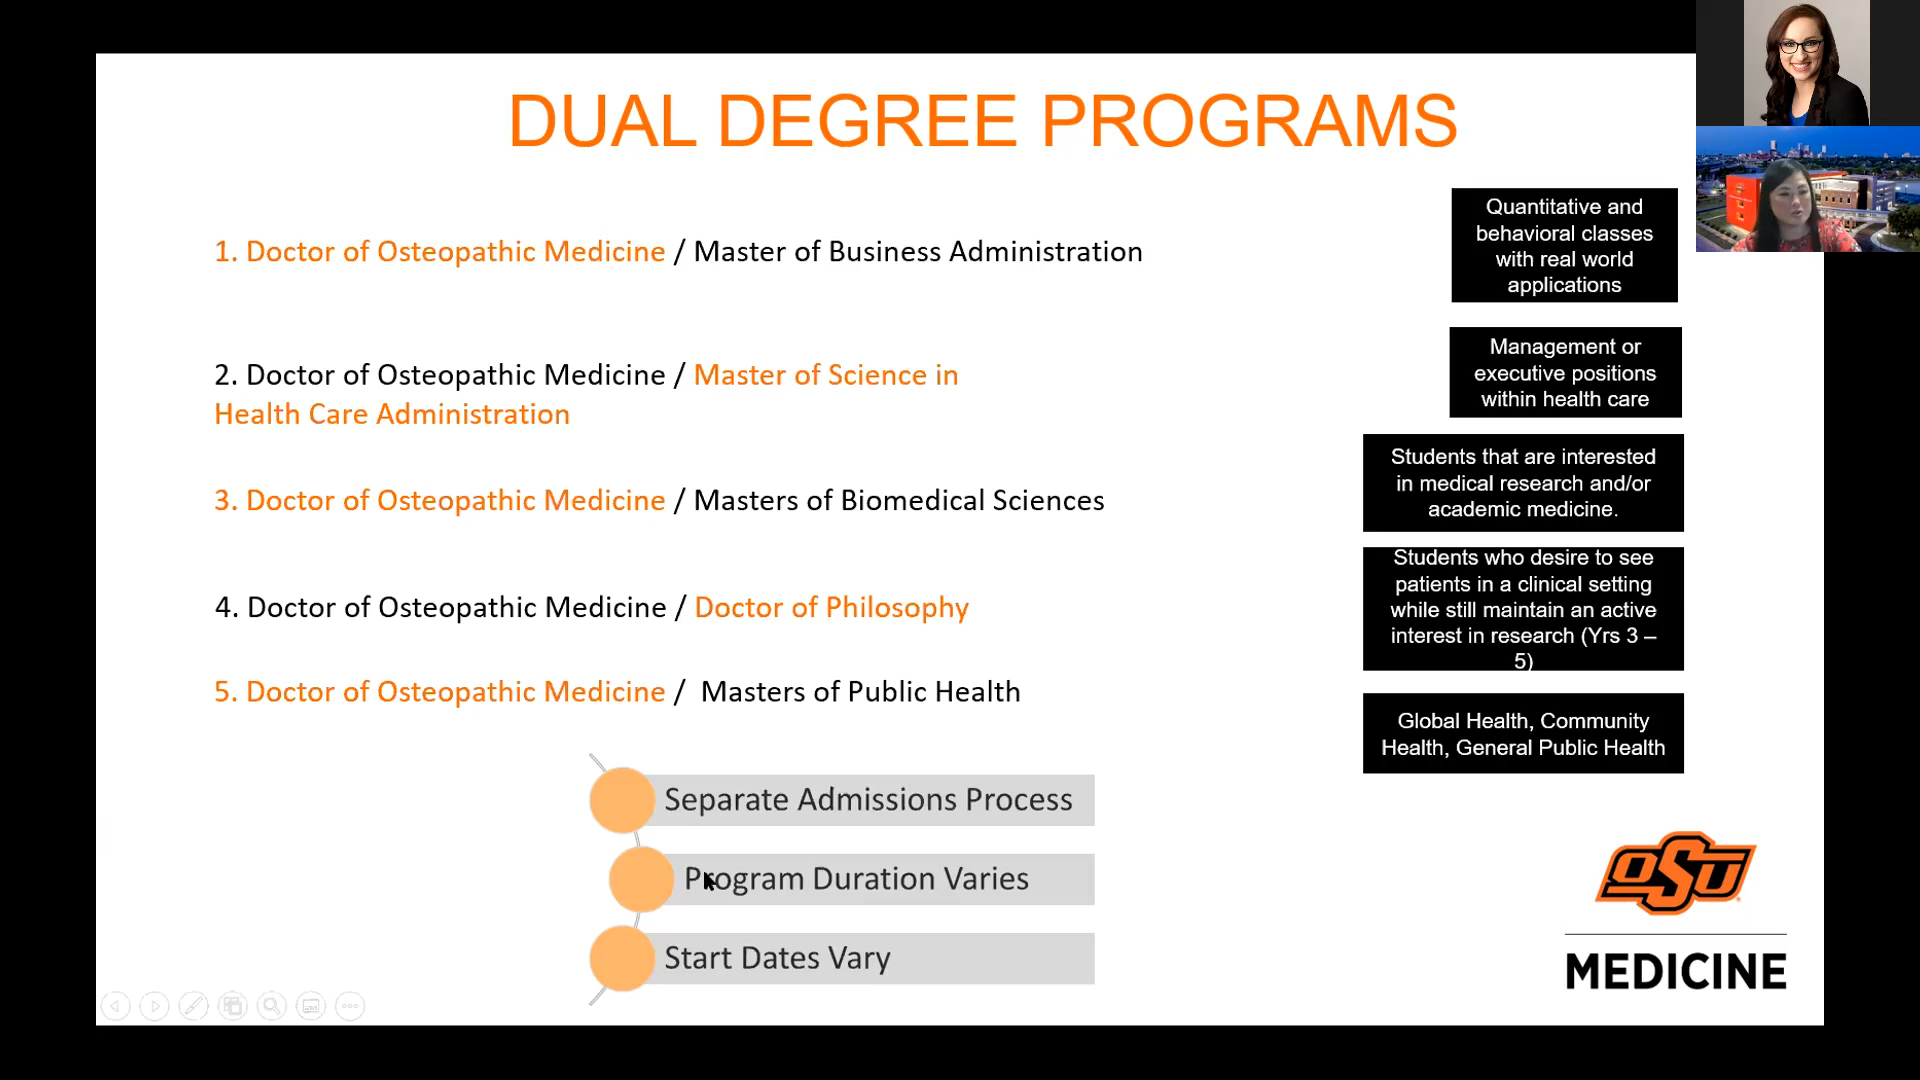 DUAL DEGREE PROGRAMS
1. Doctor of Osteopathic Medicine / Master of Business Administration
Quantitative and
behavioral classes
with real world
applications
2. Doctor of Osteopathic Medicine / Master of Science in
Health Care Administration
Management or
executive positions
within health care
3. Doctor of Osteopathic Medicine / Masters of Biomedical Sciences
Students that are interested
in medical research and/or
academic medicine.
4. Doctor of Osteopathic Medicine / Doctor of Philosophy
Students who desire to see
patients in a clinical setting
while still maintain an active
interest in research (Yrs 3 –
5)
5. Doctor of Osteopathic Medicine / Masters of Public Health
Global Health, Community
Health, General Public Health
Separate Admissions Process
Program Duration Varies
Start Dates Vary
OSU
MEDICINE